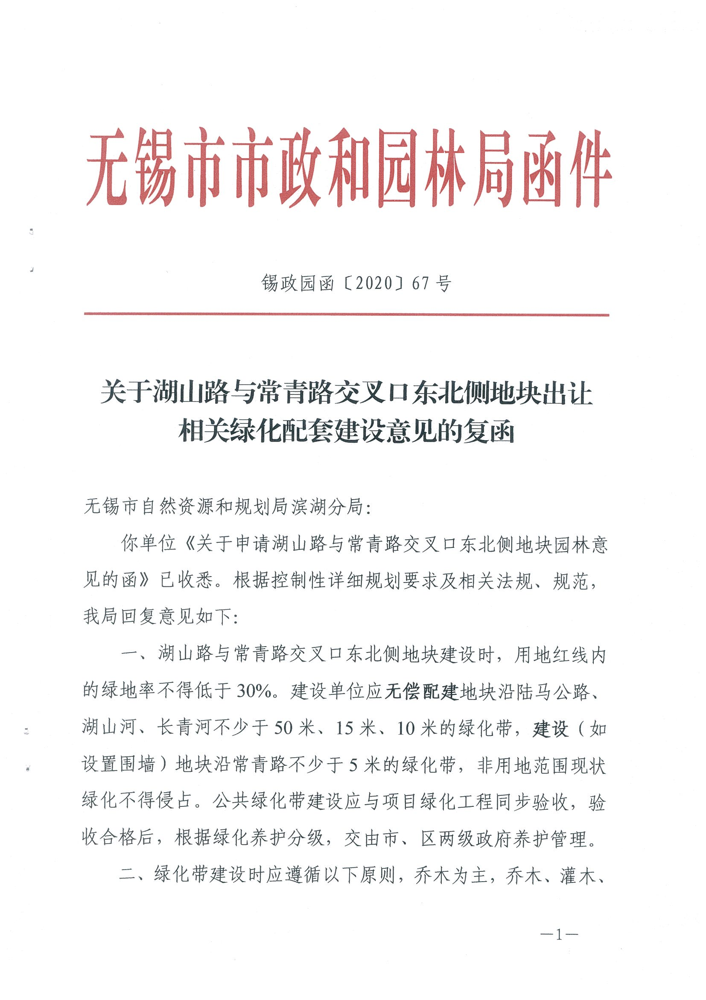 无锡市市政和园林局函件
锡政园函〔2020〕67 号
关于湖山路与常青路交叉口东北侧地块出让
相关绿化配套建设意见的复函
无锡市自然资源和规划局滨湖分局：
你单位《关于申请湖山路与常青路交叉口东北侧地块园林意
见的函》已收悉。根据控制性详细规划要求及相关法规、规范，
我局回复意见如下：
一、湖山路与常青路交叉口东北侧地块建设时，用地红线内
的绿地率不得低于 30%。建设单位应无偿配建地块沿陆马公路、
湖山河、长青河不少于 50 米、15 米、10 米的绿化带，建设（如
设置围墙）地块沿常青路不少于 5 米的绿化带，非用地范围现状
绿化不得侵占。公共绿化带建设应与项目绿化工程同步验收，验
收合格后，根据绿化养护分级，交由市、区两级政府养护管理。
二、绿化带建设时应遵循以下原则，乔木为主，乔木、灌木、
—1—